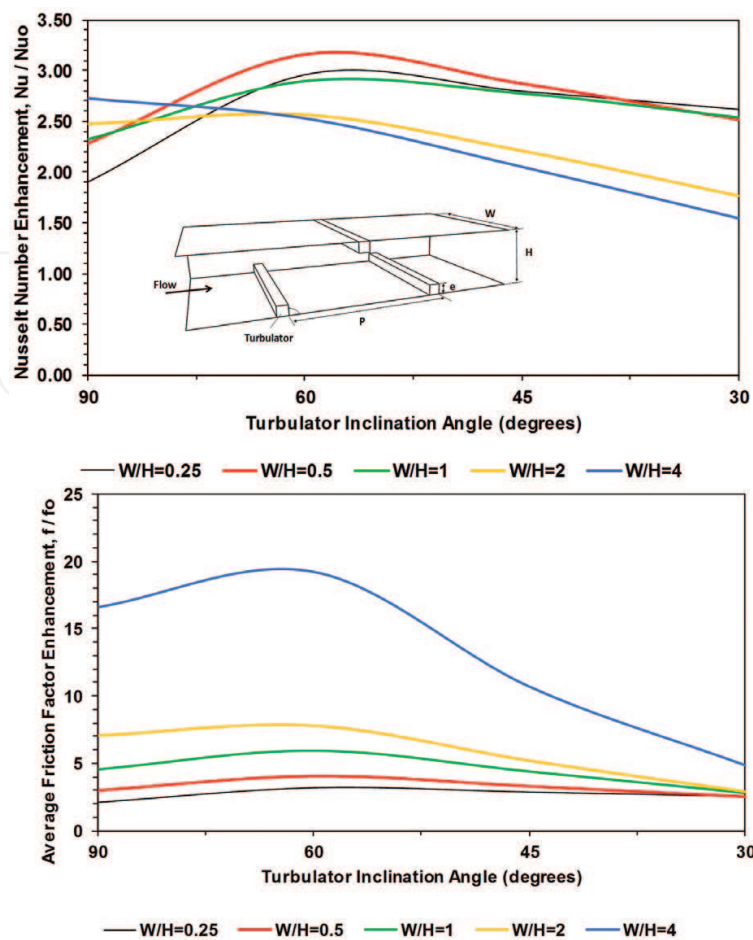 Nusselt Number Enhancement, Nu / Nuo
3.50
3.00
2.50
2.00
1.50
1.00
0.50
0.00
W
H
Flow
e
P
Turbulator
90
60
45
30
Turbulator Inclination Angle (degrees)
W/H=0.25 W/H=0.5 W/H=1 W/H=2 W/H=4
Average Friction Factor Enhancement, f / fo
25
20
15
10
5
0
90
60
45
30
Turbulator Inclination Angle (degrees)
W/H=0.25 W/H=0.5 W/H=1 W/H=2 W/H=4